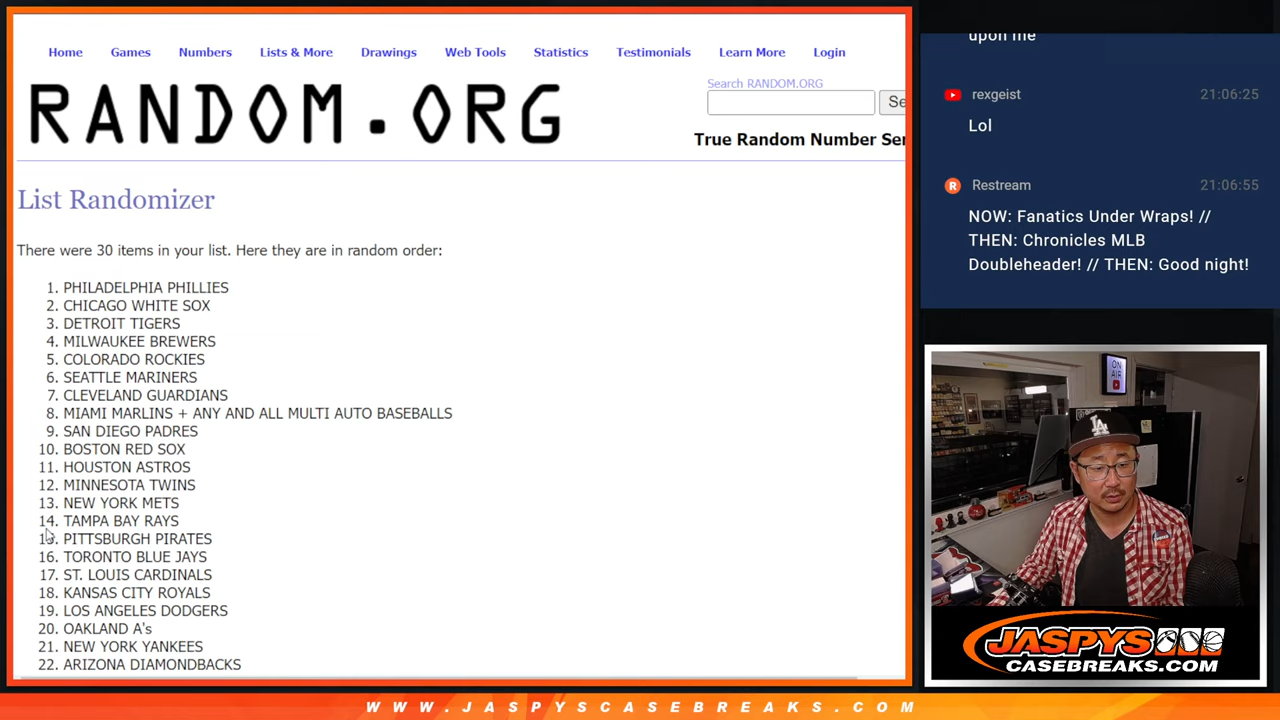 Home Games Numbers Lists & More Drawings Web Tools Statistics Testimonials Learn More Login
RANDOM.ORG
Search RANDOM.ORG
Se
True Random Number Ser
List Randomizer
There were 30 items in your list. Here they are in random order:
1. PHILADELPHIA PHILLIES
2. CHICAGO WHITE SOX
3. DETROIT TIGERS
4. MILWAUKEE BREWERS
5. COLORADO ROCKIES
6. SEATTLE MARINERS
7. CLEVELAND GUARDIANS
8. MIAMI MARLINS + ANY AND ALL MULTI AUTO BASEBALLS
9. SAN DIEGO PADRES
10. BOSTON RED SOX
11. HOUSTON ASTROS
12. MINNESOTA TWINS
13. NEW YORK METS
14. TAMPA BAY RAYS
15. PITTSBURGH PIRATES
16. TORONTO BLUE JAYS
17. ST. LOUIS CARDINALS
18. KANSAS CITY ROYALS
19. LOS ANGELES DODGERS
20. OAKLAND A's
21. NEW YORK YANKEES
22. ARIZONA DIAMONDBACKS
upon me
rexgeist 21:06:25
Lol
Restream 21:06:55
NOW: Fanatics Under Wraps! //
THEN: Chronicles MLB
Doubleheader! // THEN: Good night!
ON
AIR
LA
JASPYS
CASEBREAKS.COM
WWW.JASPYSCASEBREAKS.COM